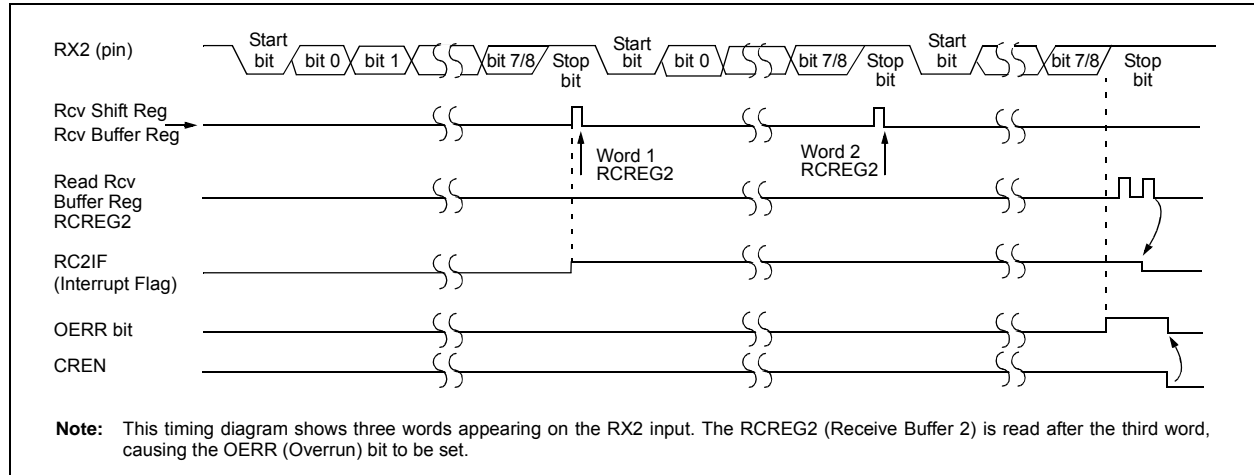 RX2 (pin)
Start
bit
bit 0
bit 1
bit 7/8
Stop
bit
Start
bit
bit 0
bit 7/8
Stop
bit
Start
bit
bit 7/8
Stop
bit
Rcv Shift Reg
Rcv Buffer Reg
Word 1
RCREG2
Word 2
RCREG2
Read Rcv
Buffer Reg
RCREG2
RC2IF
(Interrupt Flag)
OERR bit
CREN
Note: This timing diagram shows three words appearing on the RX2 input. The RCREG2 (Receive Buffer 2) is read after the third word,
causing the OERR (Overrun) bit to be set.